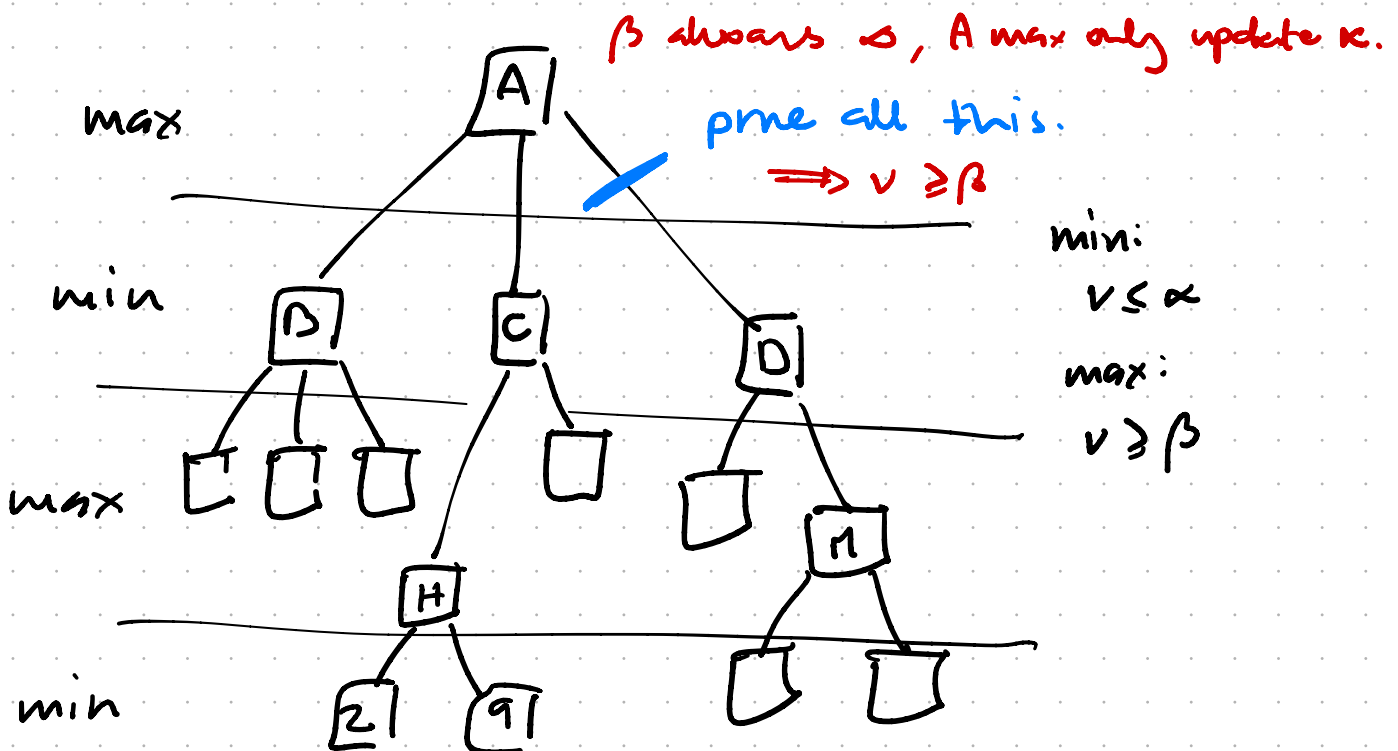 β always ∞, A max only update α.
A
max
prune all this.
⟹ v ≥ β
min:
min
v ≤ α
B
C
D
max:
v ≥ β
max
M
H
min
2
9